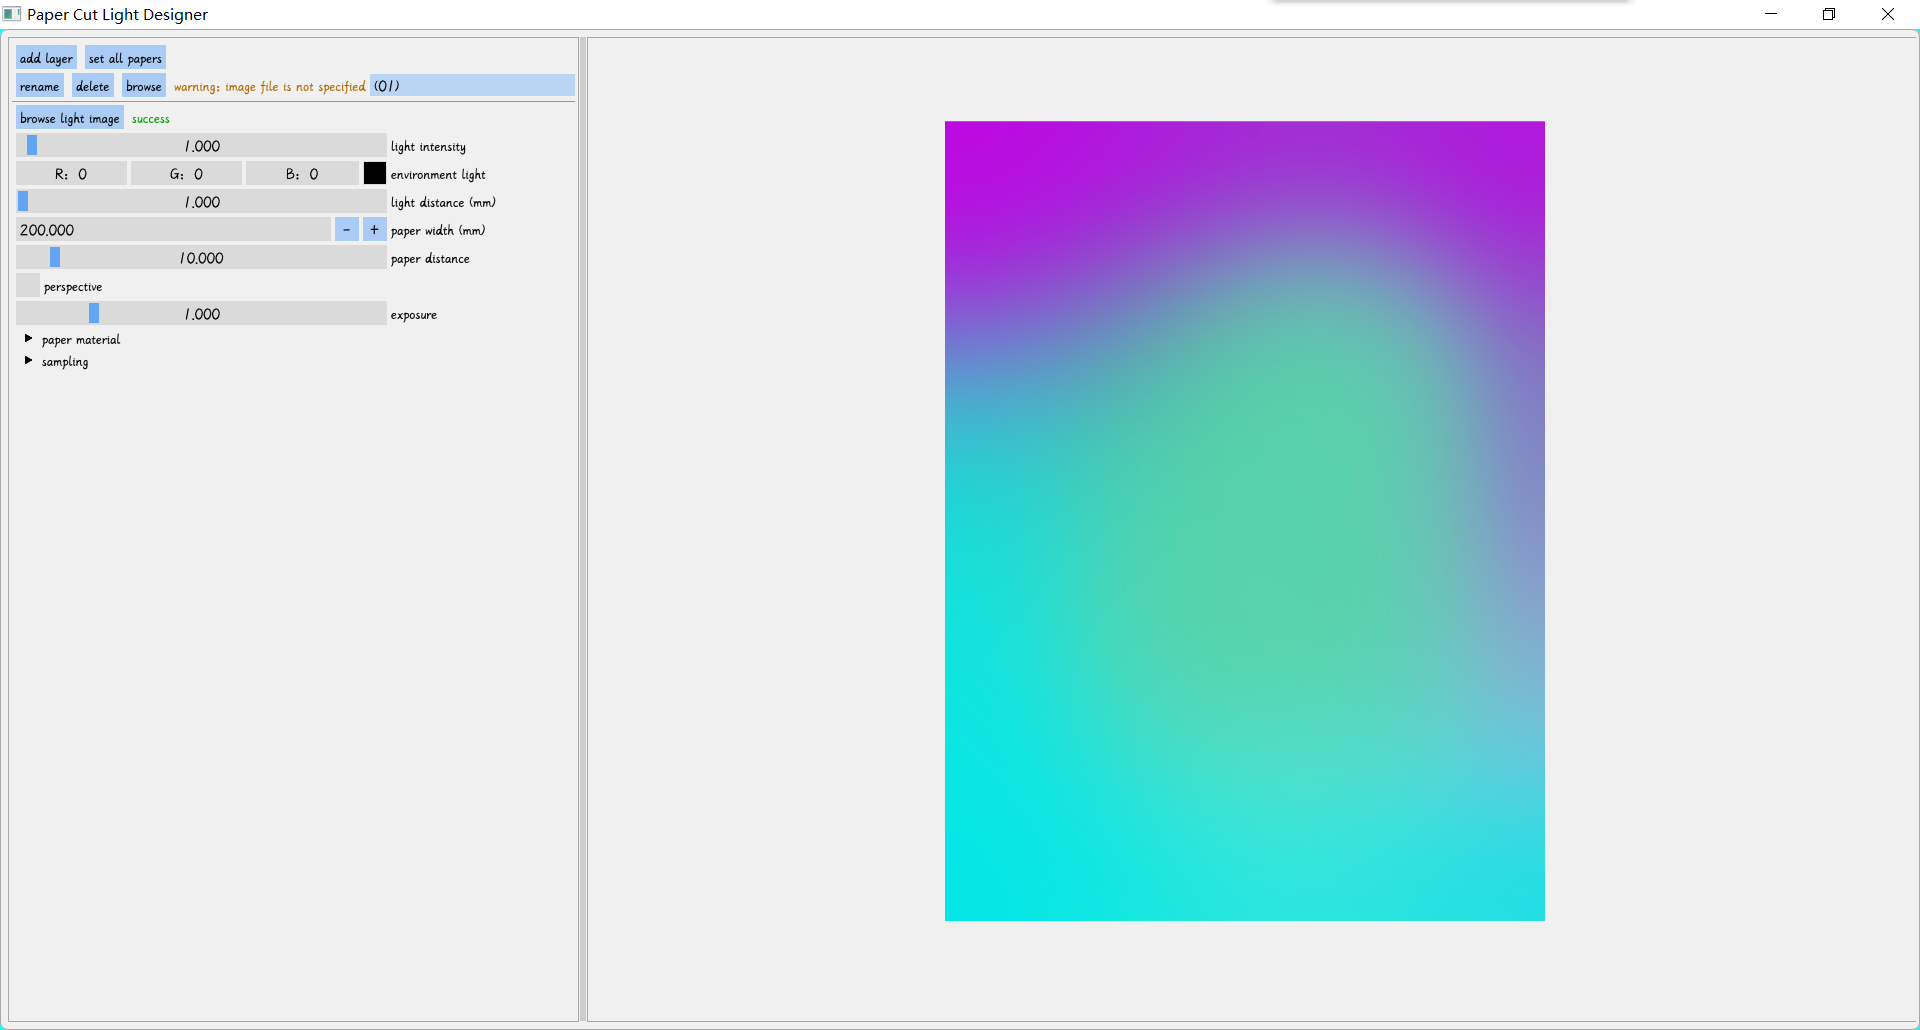 Paper Cut Light Designer
add layer set all papers
rename delete browse warning: image file is not specified (01)
browse light image success
1.000 light intensity
R: 0 G: 0 B: 0 environment light
1.000 light distance (mm)
200.000 - + paper width (mm)
10.000 paper distance
perspective
1.000 exposure
paper material
sampling